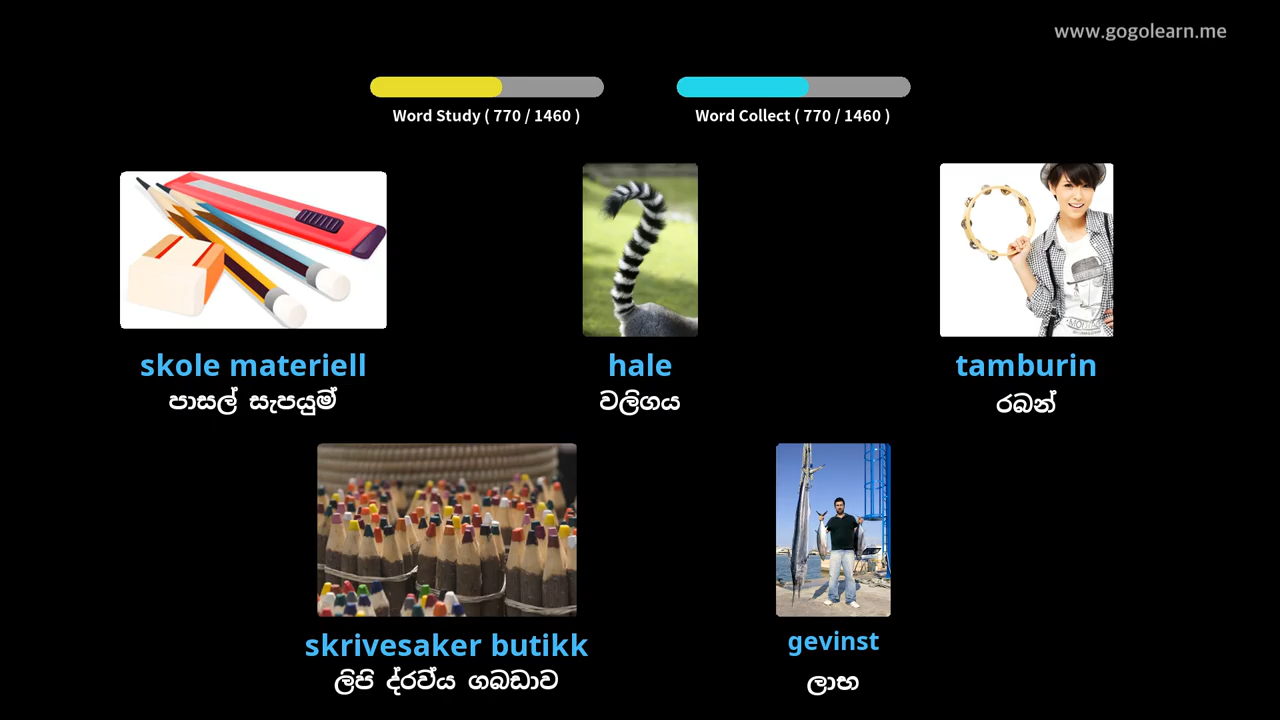 www.gogolearn.me
Word Study ( 770 / 1460 )
Word Collect ( 770 / 1460 )
skole materiell
පාසල් සැපයුම්
hale
වලිගය
tamburin
රබන්
skrivesaker butikk
ලිපි ද්රව්ය ගබඩාව
gevinst
ලාභ